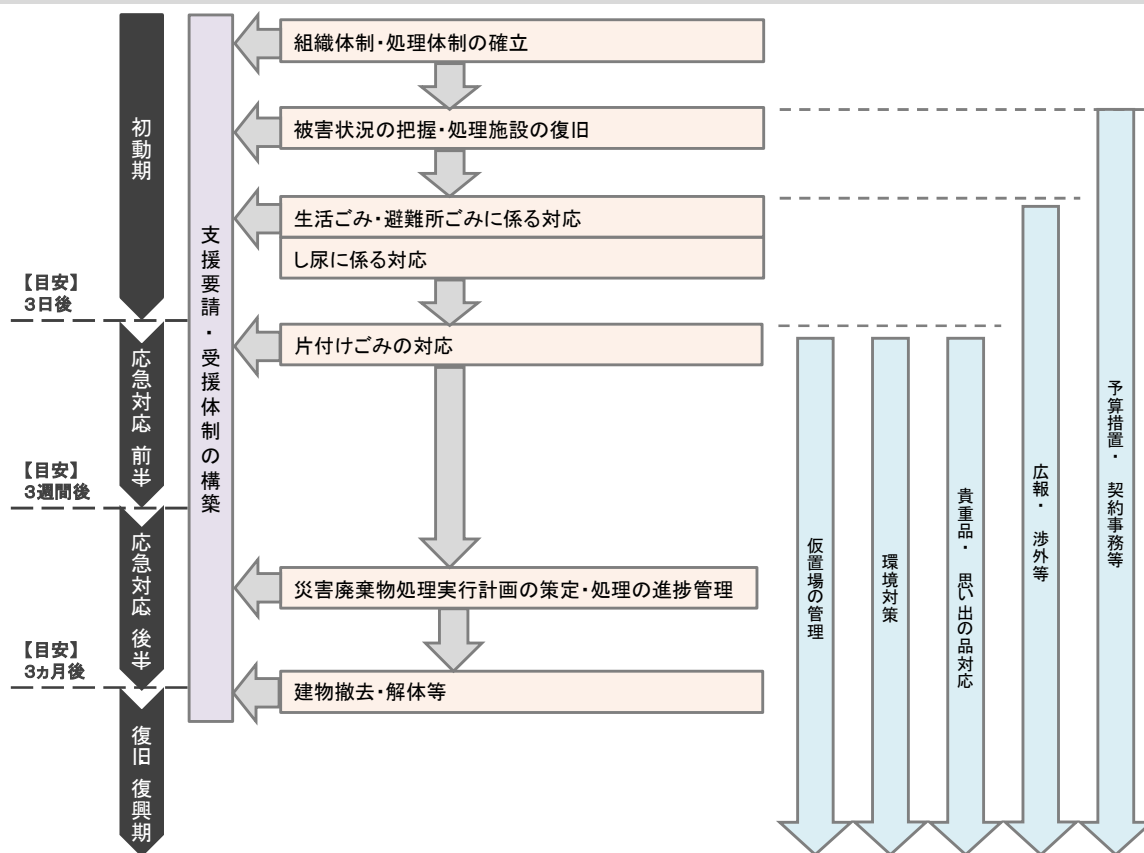 組織体制・処理体制の確立
被害状況の把握・処理施設の復旧
生活ごみ・避難所ごみに係る対応
し尿に係る対応
片付けごみの対応
災害廃棄物処理実行計画の策定・処理の進捗管理
建物撤去・解体等
支援要請・受援体制の構築
初動期
【目安】
3日後
応急対応 前半
【目安】
3週間後
応急対応 後半
【目安】
3ヵ月後
復旧 復興期
仮置場の管理
環境対策
貴重品・ 思い出の品対応
広報・ 渉外等
予算措置・ 契約事務等